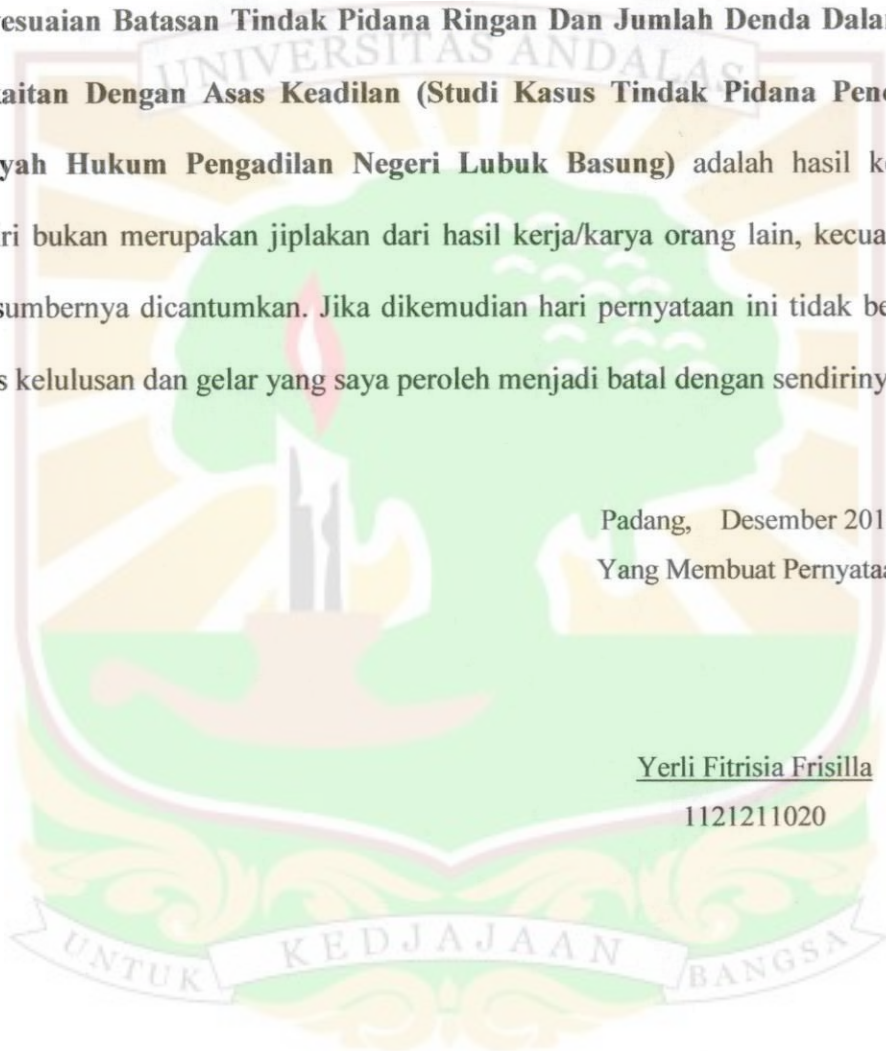 esuaian Batasan Tindak Pidana Ringan Dan Jumlah Denda Dalam
UNIVERSITAS ANDALAS
aitan Dengan Asas Keadilan (Studi Kasus Tindak Pidana Penc
yah Hukum Pengadilan Negeri Lubuk Basung) adalah hasil k
ri bukan merupakan jiplakan dari hasil kerja/karya orang lain, kecua
sumbernya dicantumkan. Jika dikemudian hari pernyataan ini tidak be
s kelulusan dan gelar yang saya peroleh menjadi batal dengan sendiriny
Padang, Desember 201
Yang Membuat Pernyataa
Yerli Fitrisia Frisilla
1121211020
UNTUK KEDJAJAAN BANGSA